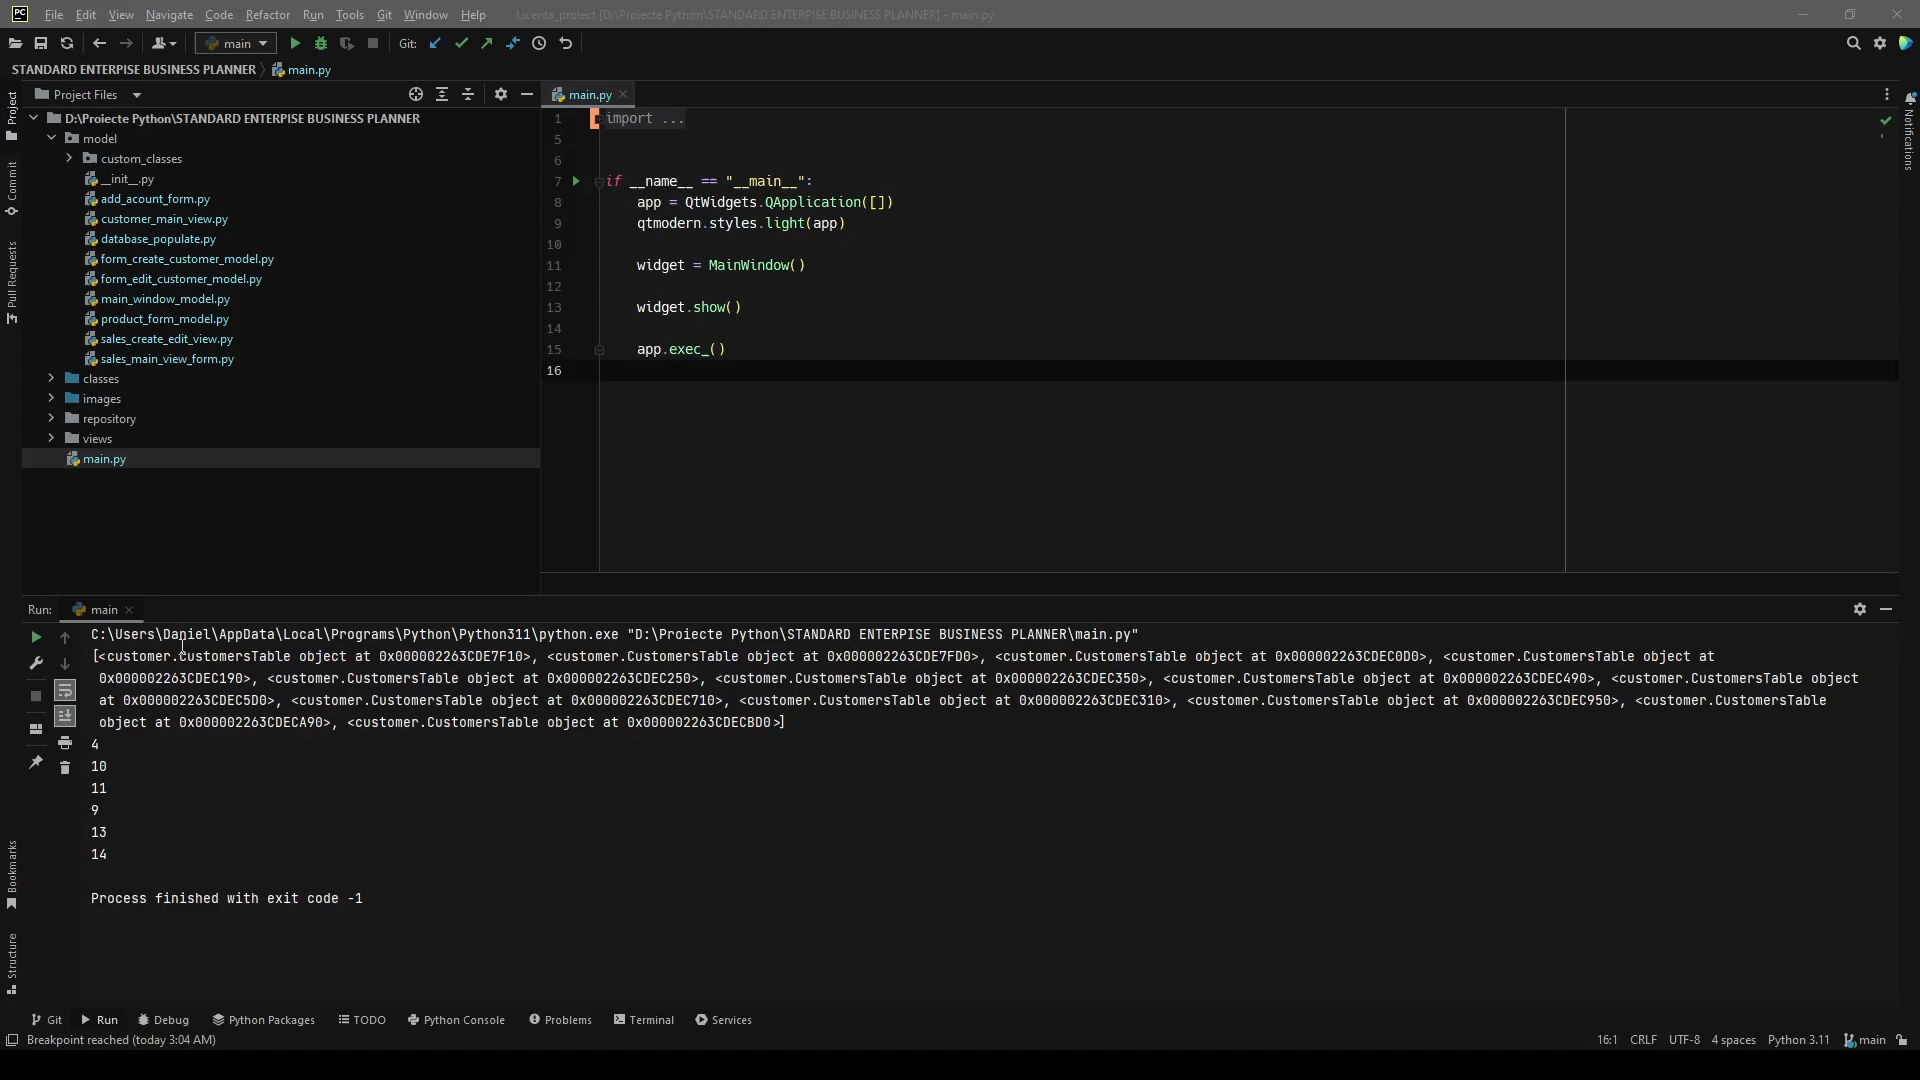 PC File Edit View Navigate Code Refactor Run Tools Git Window Help Licenta_project [D:\Proiecte Python\STANDARD ENTERPISE BUSINESS PLANNER] - main.py
main Git:
STANDARD ENTERPISE BUSINESS PLANNER main.py
Project Files
main.py
D:\Proiecte Python\STANDARD ENTERPISE BUSINESS PLANNER
model
custom_classes
__init__.py
add_acount_form.py
customer_main_view.py
database_populate.py
form_create_customer_model.py
form_edit_customer_model.py
main_window_model.py
product_form_model.py
sales_create_edit_view.py
sales_main_view_form.py
classes
images
repository
views
main.py
1 import ...
5
6
7 if __name__ == "__main__":
8 app = QtWidgets.QApplication([])
9 qtmodern.styles.light(app)
10
11 widget = MainWindow()
12
13 widget.show()
14
15 app.exec_()
16
Project
Commit
Pull Requests
Bookmarks
Structure
Notifications
Run: main
C:\Users\Daniel\AppData\Local\Programs\Python\Python311\python.exe "D:\Proiecte Python\STANDARD ENTERPISE BUSINESS PLANNER\main.py"
[<customer.CustomersTable object at 0x000002263CDE7F10>, <customer.CustomersTable object at 0x000002263CDE7FD0>, <customer.CustomersTable object at 0x000002263CDEC0D0>, <customer.CustomersTable object at
0x000002263CDEC190>, <customer.CustomersTable object at 0x000002263CDEC250>, <customer.CustomersTable object at 0x000002263CDEC350>, <customer.CustomersTable object at 0x000002263CDEC490>, <customer.CustomersTable object
at 0x000002263CDEC5D0>, <customer.CustomersTable object at 0x000002263CDEC710>, <customer.CustomersTable object at 0x000002263CDEC310>, <customer.CustomersTable object at 0x000002263CDEC950>, <customer.CustomersTable
object at 0x000002263CDECA90>, <customer.CustomersTable object at 0x000002263CDECBD0>]
4
10
11
9
13
14
Process finished with exit code -1
Git Run Debug Python Packages TODO Python Console Problems Terminal Services
Breakpoint reached (today 3:04 AM) 16:1 CRLF UTF-8 4 spaces Python 3.11 main